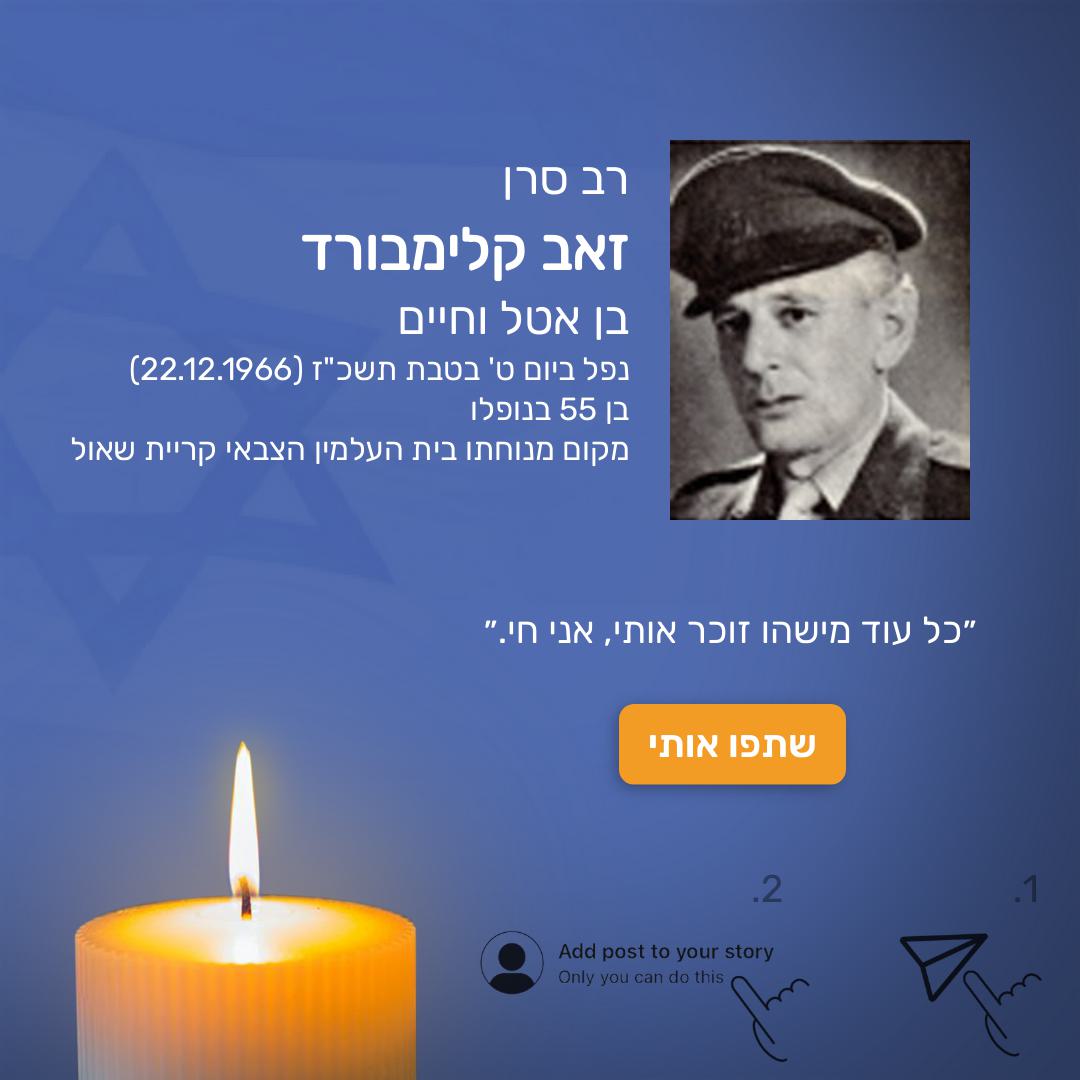 רב סרן
זאב קלימבורד
בן אטל וחיים
נפל ביום ט' בטבת תשכ"ז (22.12.1966)
בן 55 בנופלו
מקום מנוחתו בית העלמין הצבאי קריית שאול
״כל עוד מישהו זוכר אותי, אני חי.״
שתפו אותי
.1
.2
Add post to your story
Only you can do this